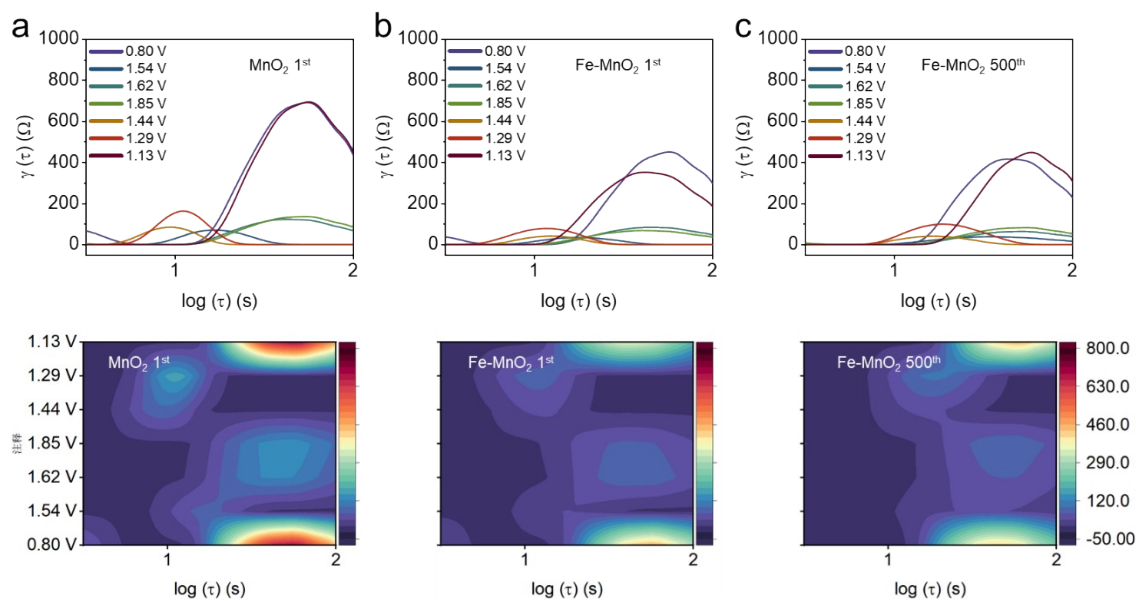 a
1000
800
600
400
200
0
γ (τ) (Ω)
0.80 V
1.54 V
1.62 V
1.85 V
1.44 V
1.29 V
1.13 V
MnO₂ 1ˢᵗ
1
2
log (τ) (s)
b
1000
800
600
400
200
0
γ (τ) (Ω)
0.80 V
1.54 V
1.62 V
1.85 V
1.44 V
1.29 V
1.13 V
Fe-MnO₂ 1ˢᵗ
1
2
log (τ) (s)
c
1000
800
600
400
200
0
γ (τ) (Ω)
0.80 V
1.54 V
1.62 V
1.85 V
1.44 V
1.29 V
1.13 V
Fe-MnO₂ 500ᵗʰ
1
2
log (τ) (s)
注释
1.13 V
1.29 V
1.44 V
1.85 V
1.62 V
1.54 V
0.80 V
MnO₂ 1ˢᵗ
1
2
log (τ) (s)
Fe-MnO₂ 1ˢᵗ
1
2
log (τ) (s)
Fe-MnO₂ 500ᵗʰ
1
2
log (τ) (s)
800.0
630.0
460.0
290.0
120.0
-50.00